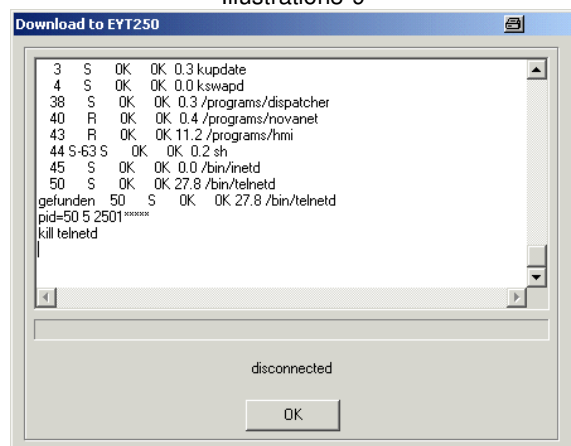 Download to EYT250
3 S 0K 0K 0.3 kupdate
4 S 0K 0K 0.0 kswapd
38 S 0K 0K 0.3 /programs/dispatcher
40 R 0K 0K 0.4 /programs/novanet
43 R 0K 0K 11.2 /programs/hmi
44 S-63 S 0K 0K 0.2 sh
45 S 0K 0K 0.0 /bin/inetd
50 S 0K 0K 27.8 /bin/telnetd
gefunden 50 S 0K 0K 27.8 /bin/telnetd
pid=50 5 2501*****
kill telnetd
disconnected
OK